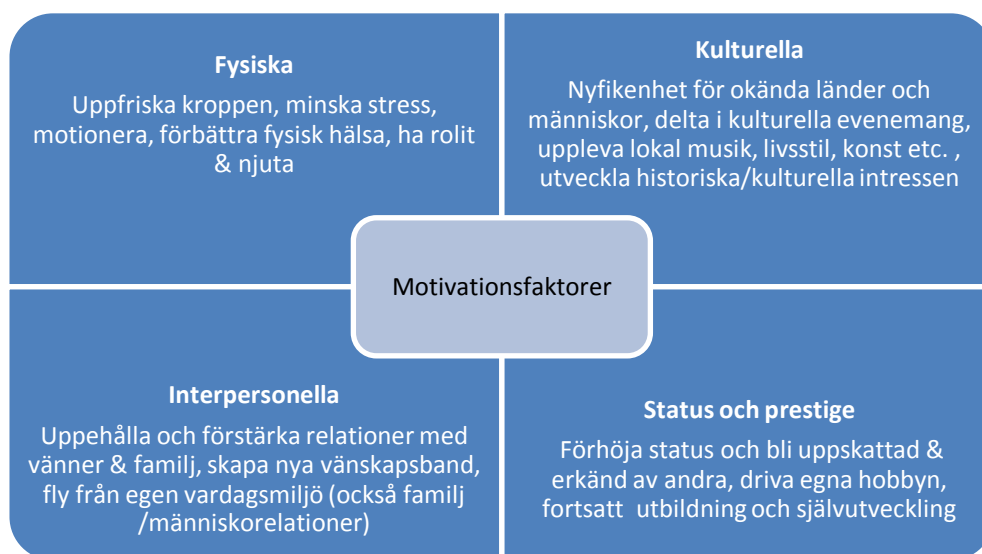 Fysiska
Uppfriska kroppen, minska stress,
motionera, förbättra fysisk hälsa, ha rolit
& njuta
Kulturella
Nyfikenhet för okända länder och
människor, delta i kulturella evenemang,
uppleva lokal musik, livsstil, konst etc. ,
utveckla historiska/kulturella intressen
Motivationsfaktorer
Interpersonella
Uppehålla och förstärka relationer med
vänner & familj, skapa nya vänskapsband,
fly från egen vardagsmiljö (också familj
/människorelationer)
Status och prestige
Förhöja status och bli uppskattad &
erkänd av andra, driva egna hobbyn,
fortsatt utbildning och självutveckling